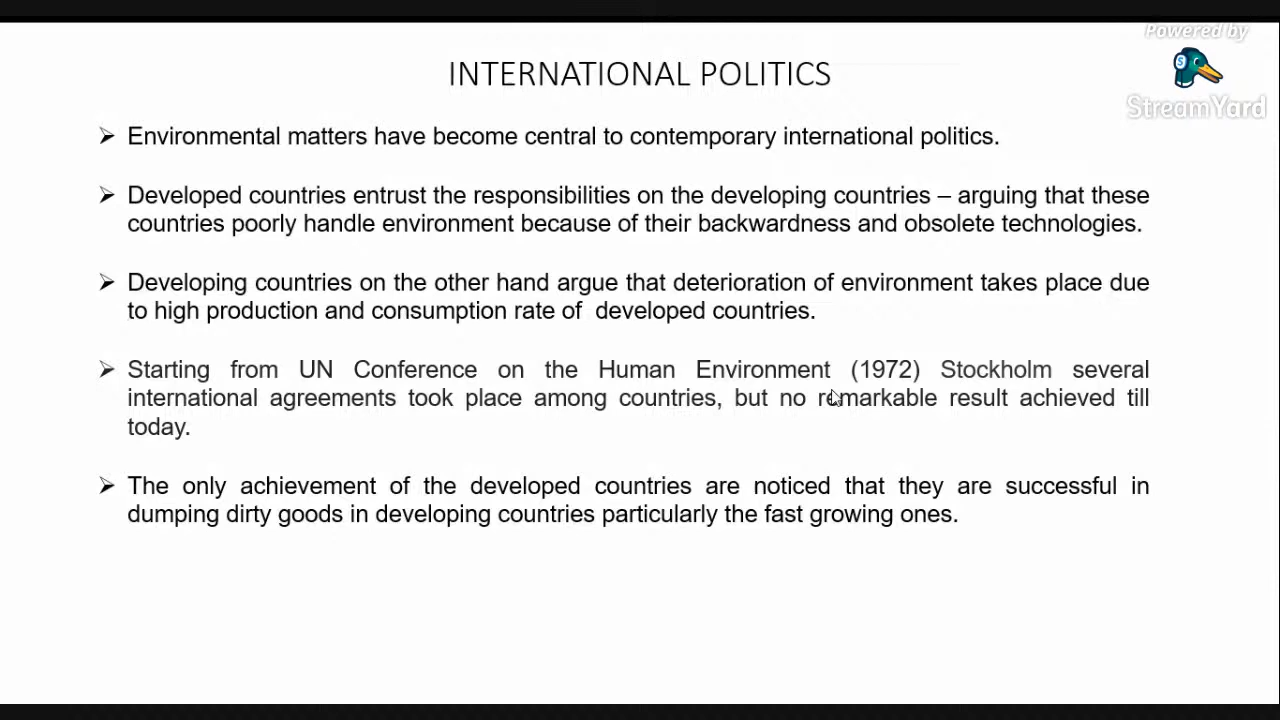 Powered by
S
StreamYard
INTERNATIONAL POLITICS
➢ Environmental matters have become central to contemporary international politics.
➢ Developed countries entrust the responsibilities on the developing countries – arguing that these
countries poorly handle environment because of their backwardness and obsolete technologies.
➢ Developing countries on the other hand argue that deterioration of environment takes place due
to high production and consumption rate of  developed countries.
➢ Starting from UN Conference on the Human Environment (1972) Stockholm several
international agreements took place among countries, but no remarkable result achieved till
today.
➢ The only achievement of the developed countries are noticed that they are successful in
dumping dirty goods in developing countries particularly the fast growing ones.